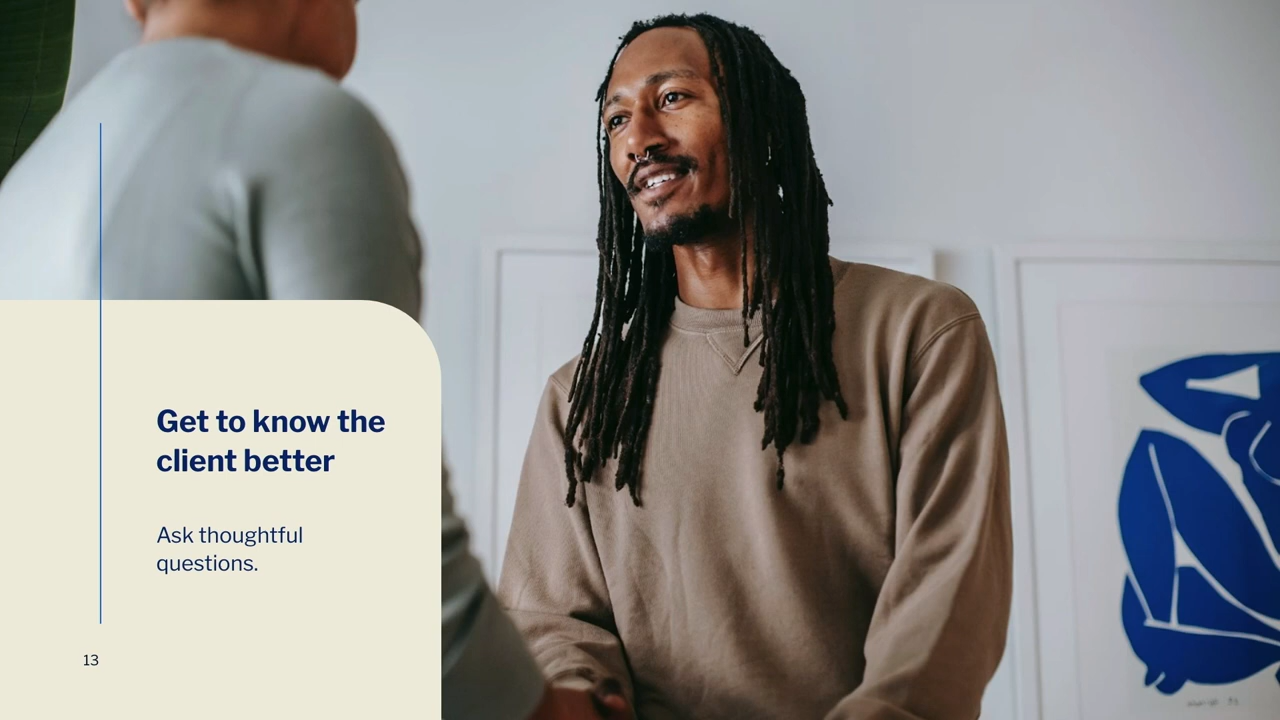 Get to know the
client better
Ask thoughtful
questions.
13